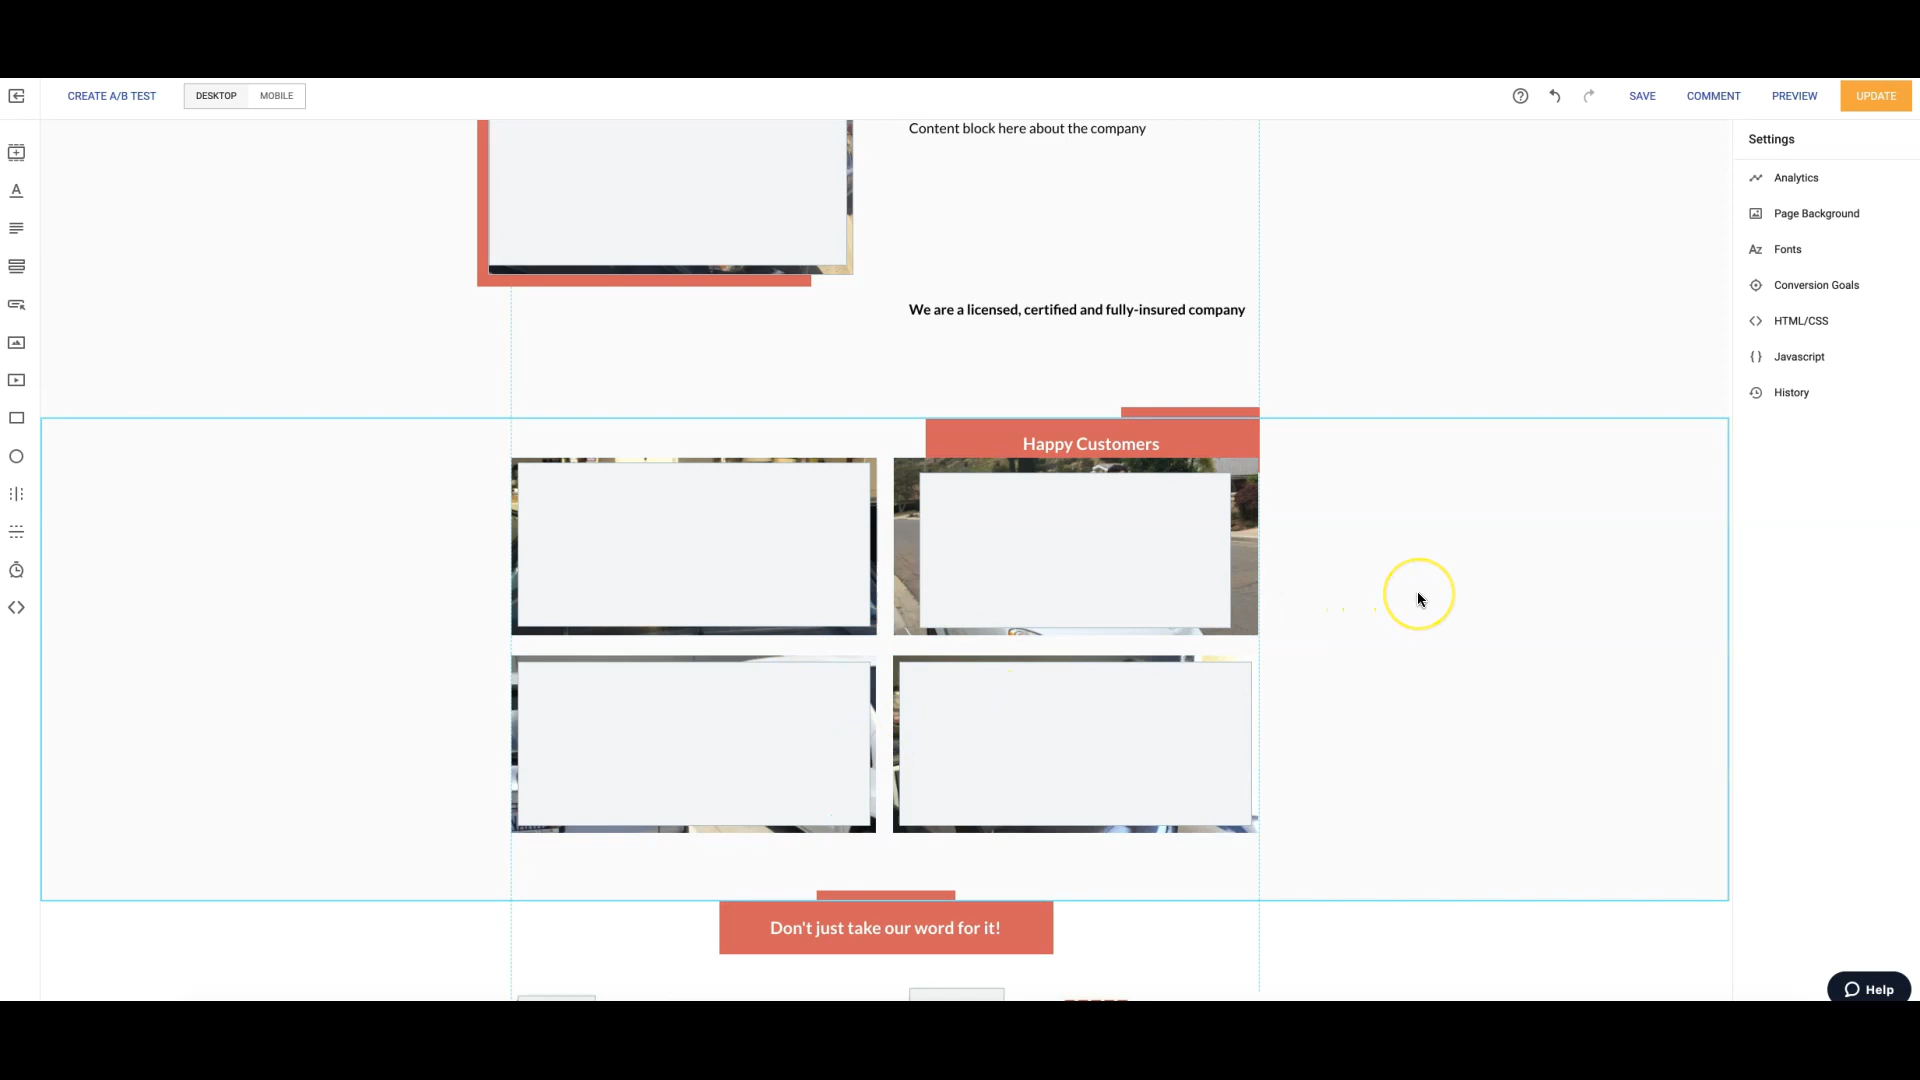 CREATE A/B TEST
DESKTOP
MOBILE
SAVE
COMMENT
PREVIEW
UPDATE
Settings
Analytics
Page Background
Fonts
Conversion Goals
HTML/CSS
Javascript
History
Content block here about the company
We are a licensed, certified and fully-insured company
Happy Customers
Don't just take our word for it!
Help